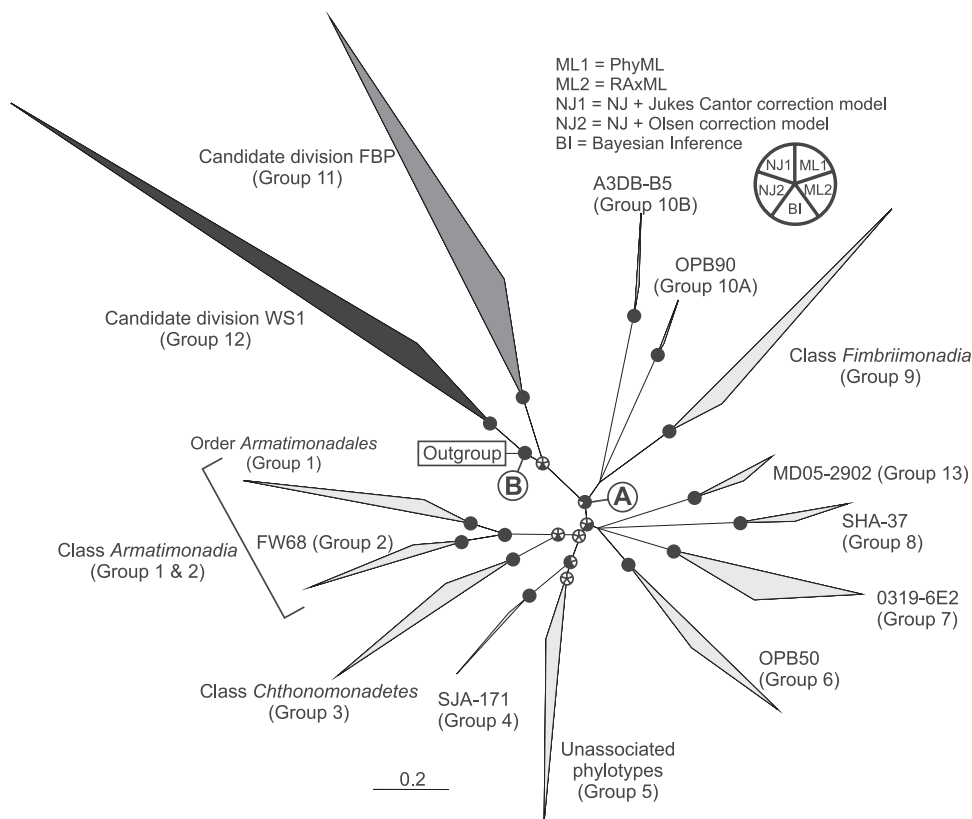 ML1 = PhyML
ML2 = RAxML
NJ1 = NJ + Jukes Cantor correction model
NJ2 = NJ + Olsen correction model
BI = Bayesian Inference
NJ1 ML1
NJ2 ML2
BI
Candidate division FBP
(Group 11)
A3DB-B5
(Group 10B)
OPB90
(Group 10A)
Candidate division WS1
(Group 12)
Class Fimbriimonadia
(Group 9)
Order Armatimonadales
(Group 1)
Outgroup
B
A
MD05-2902 (Group 13)
SHA-37
(Group 8)
FW68 (Group 2)
Class Armatimonadia
(Group 1 & 2)
0319-6E2
(Group 7)
OPB50
(Group 6)
Class Chthonomonadetes
(Group 3)
SJA-171
(Group 4)
Unassociated
phylotypes
(Group 5)
0.2